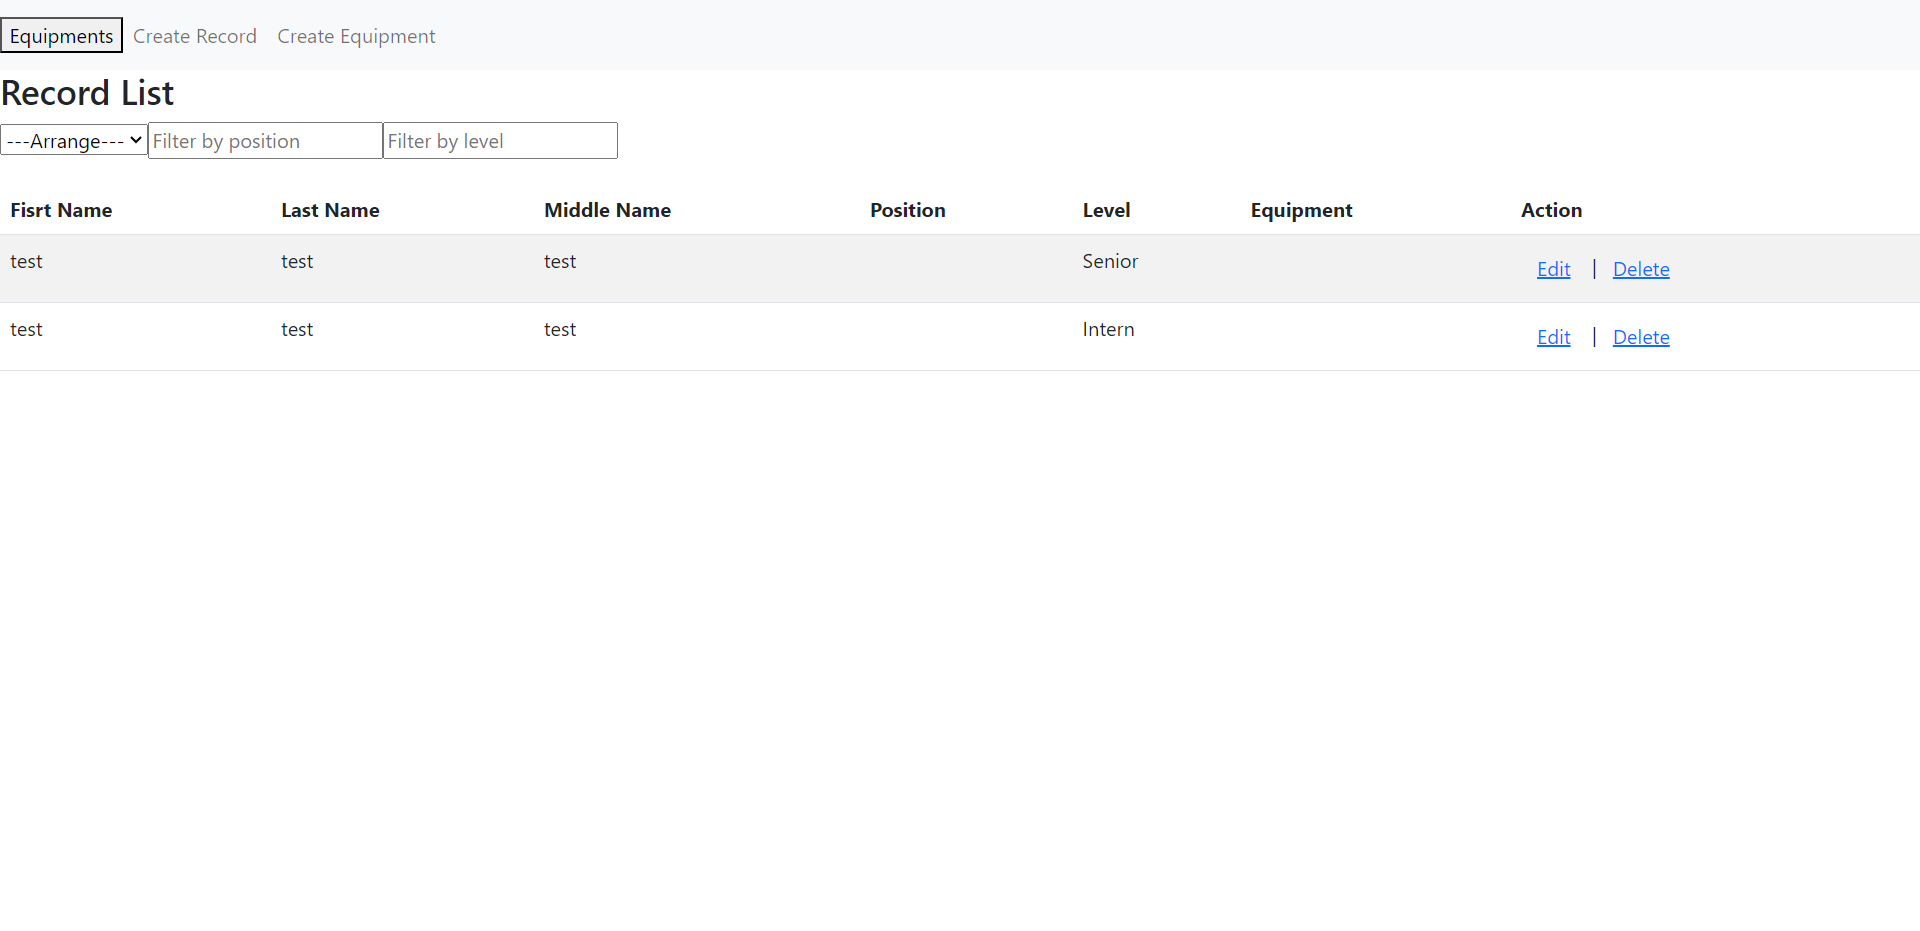 Equipments Create Record Create Equipment
Record List
---Arrange--- Filter by position Filter by level
Fisrt Name Last Name Middle Name Position Level Equipment Action
test test test Senior Edit | Delete
test test test Intern Edit | Delete